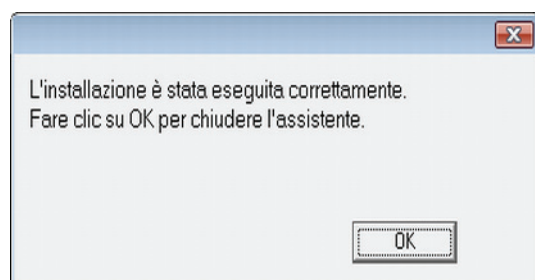 L'installazione è stata eseguita correttamente.
Fare clic su OK per chiudere l'assistente.
OK